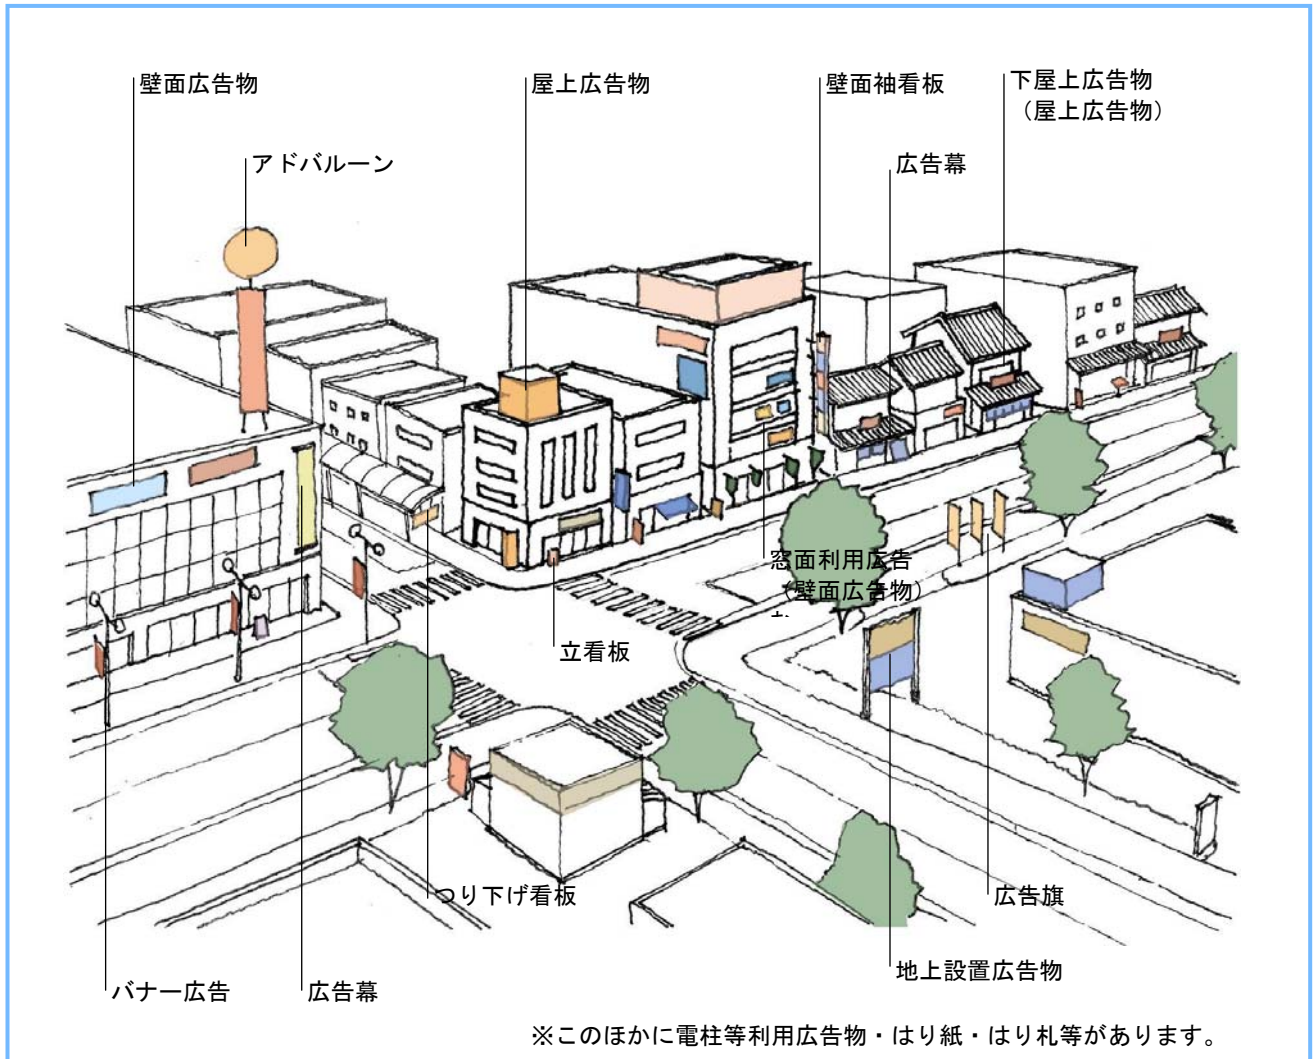 壁面広告物
屋上広告物
壁面袖看板
下屋上広告物
（屋上広告物）
アドバルーン
広告幕
窓面利用広告
（壁面広告物）
立看板
つり下げ看板
広告旗
地上設置広告物
バナー広告
広告幕
※このほかに電柱等利用広告物・はり紙・はり札等があります。